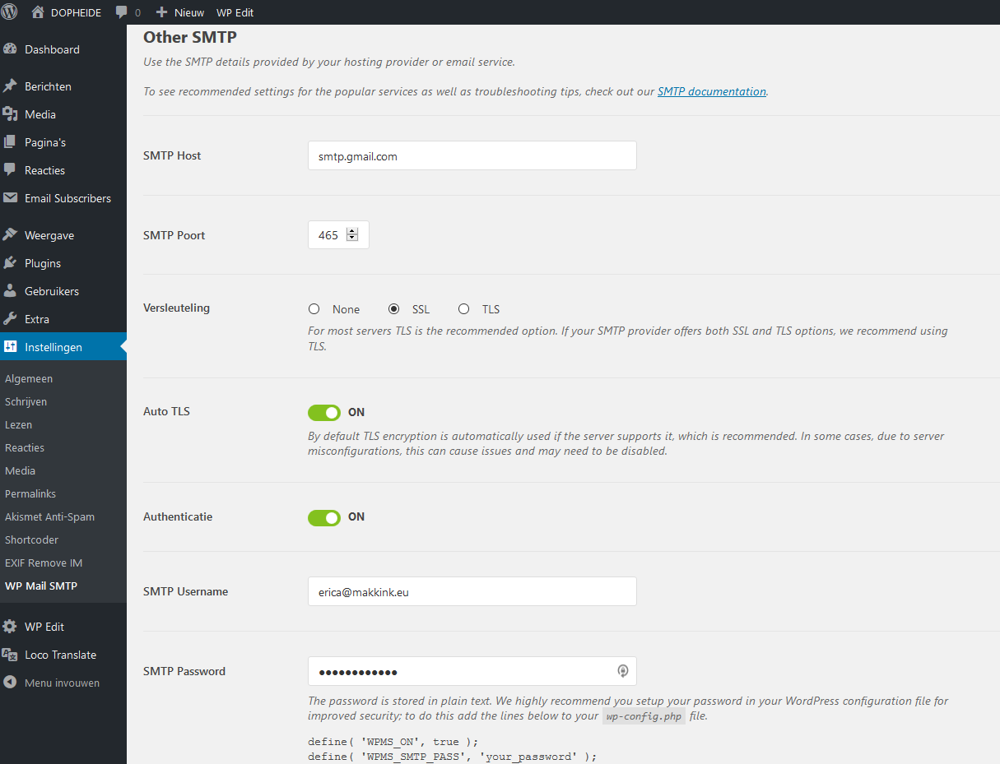 DOPHEIDE 0 Nieuw WP Edit
Dashboard
Berichten
Media
Pagina's
Reacties
Email Subscribers
Weergave
Plugins
Gebruikers
Extra
Instellingen
Algemeen
Schrijven
Lezen
Reacties
Media
Permalinks
Akismet Anti-Spam
Shortcoder
EXIF Remove IM
WP Mail SMTP
WP Edit
Loco Translate
Menu invouwen
Other SMTP
Use the SMTP details provided by your hosting provider or email service.
To see recommended settings for the popular services as well as troubleshooting tips, check out our SMTP documentation.
SMTP Host
smtp.gmail.com
SMTP Poort
465
Versleuteling
None SSL TLS
For most servers TLS is the recommended option. If your SMTP provider offers both SSL and TLS options, we recommend using
TLS.
Auto TLS
ON
By default TLS encryption is automatically used if the server supports it, which is recommended. In some cases, due to server
misconfigurations, this can cause issues and may need to be disabled.
Authenticatie
ON
SMTP Username
erica@makkink.eu
SMTP Password
●●●●●●●●●●●●
The password is stored in plain text. We highly recommend you setup your password in your WordPress configuration file for
improved security; to do this add the lines below to your wp-config.php file.
define( 'WPMS_ON', true );
define( 'WPMS_SMTP_PASS', 'your_password' );